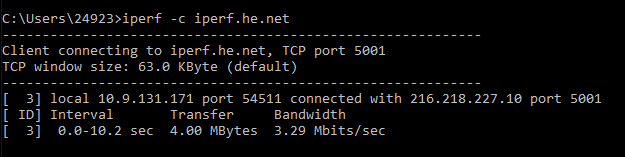 C:\Users\24923>iperf -c iperf.he.net
------------------------------------------------------------
Client connecting to iperf.he.net, TCP port 5001
TCP window size: 63.0 KByte (default)
------------------------------------------------------------
[  3] local 10.9.131.171 port 54511 connected with 216.218.227.10 port 5001
[ ID] Interval       Transfer     Bandwidth
[  3]  0.0-10.2 sec  4.00 MBytes  3.29 Mbits/sec